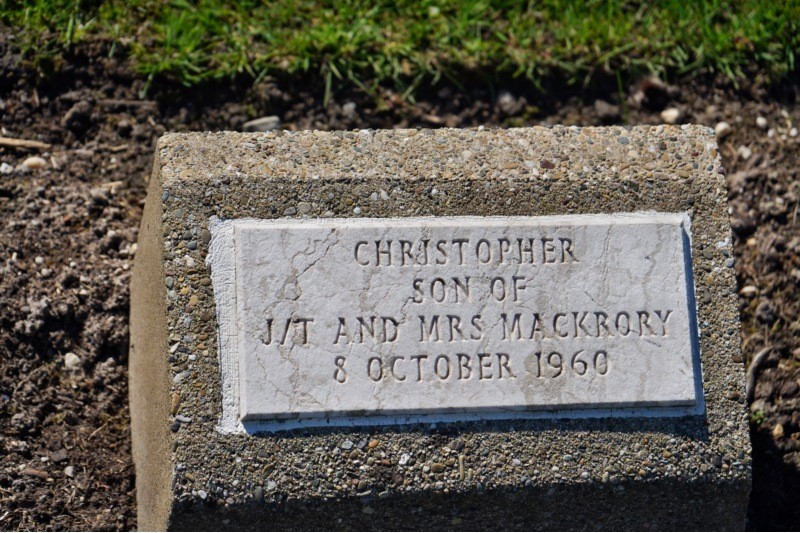 CHRISTOPHER
SON OF
J/T AND MRS MACKRORY
8 OCTOBER 1960